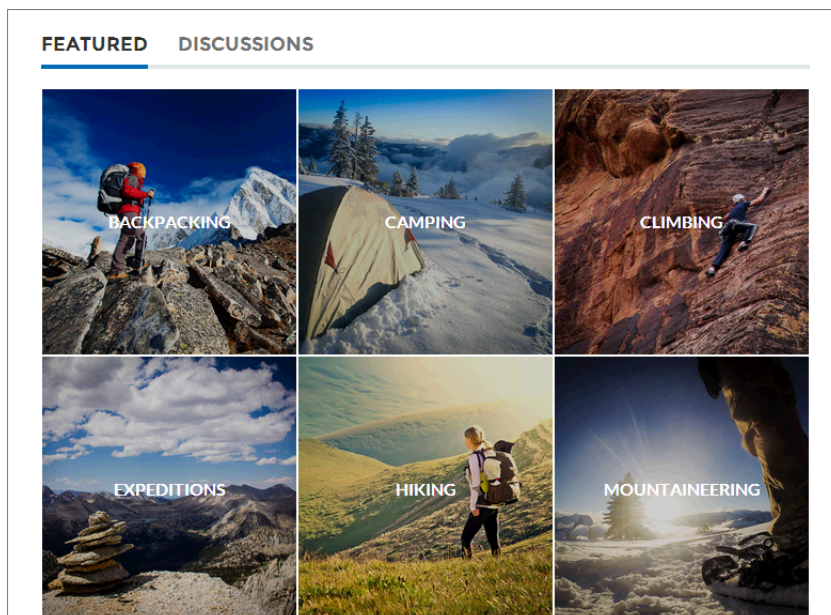 FEATURED DISCUSSIONS
BACKPACKING CAMPING CLIMBING
EXPEDITIONS HIKING MOUNTAINEERING